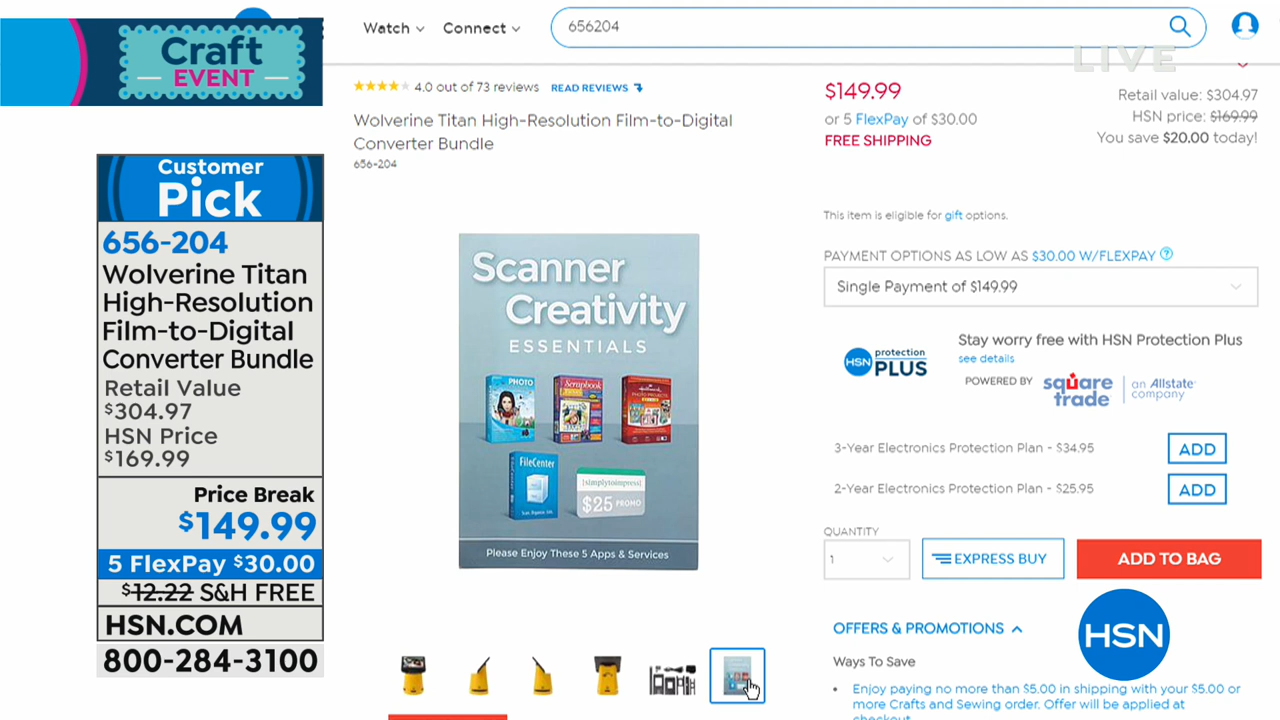 Craft
EVENT
Watch
Connect
656204
LIVE
4.0 out of 73 reviews READ REVIEWS
Wolverine Titan High-Resolution Film-to-Digital
Converter Bundle
656-204
$149.99
or 5 FlexPay of $30.00
FREE SHIPPING
Retail value: $304.97
HSN price: $169.99
You save $20.00 today!
Customer
Pick
656-204
Wolverine Titan
High-Resolution
Film-to-Digital
Converter Bundle
Retail Value
$304.97
HSN Price
$169.99
Price Break
$149.99
5 FlexPay $30.00
$12.22 S&H FREE
HSN.COM
800-284-3100
Scanner
Creativity
ESSENTIALS
PHOTO
Scrapbook
Hallmark
PHOTO PROJECTS
FileCenter
[simplytoimpress]
$25 PROMO
Please Enjoy These 5 Apps & Services
This item is eligible for gift options.
PAYMENT OPTIONS AS LOW AS $30.00 W/FLEXPAY ?
Single Payment of $149.99
HSN protection PLUS
Stay worry free with HSN Protection Plus
see details
POWERED BY
square trade
an Allstate company
3-Year Electronics Protection Plan - $34.95
ADD
2-Year Electronics Protection Plan - $25.95
ADD
QUANTITY
1
EXPRESS BUY
ADD TO BAG
OFFERS & PROMOTIONS
Ways To Save
• Enjoy paying no more than $5.00 in shipping with your $5.00 or
more Crafts and Sewing order. Offer will be applied at
checkout
HSN